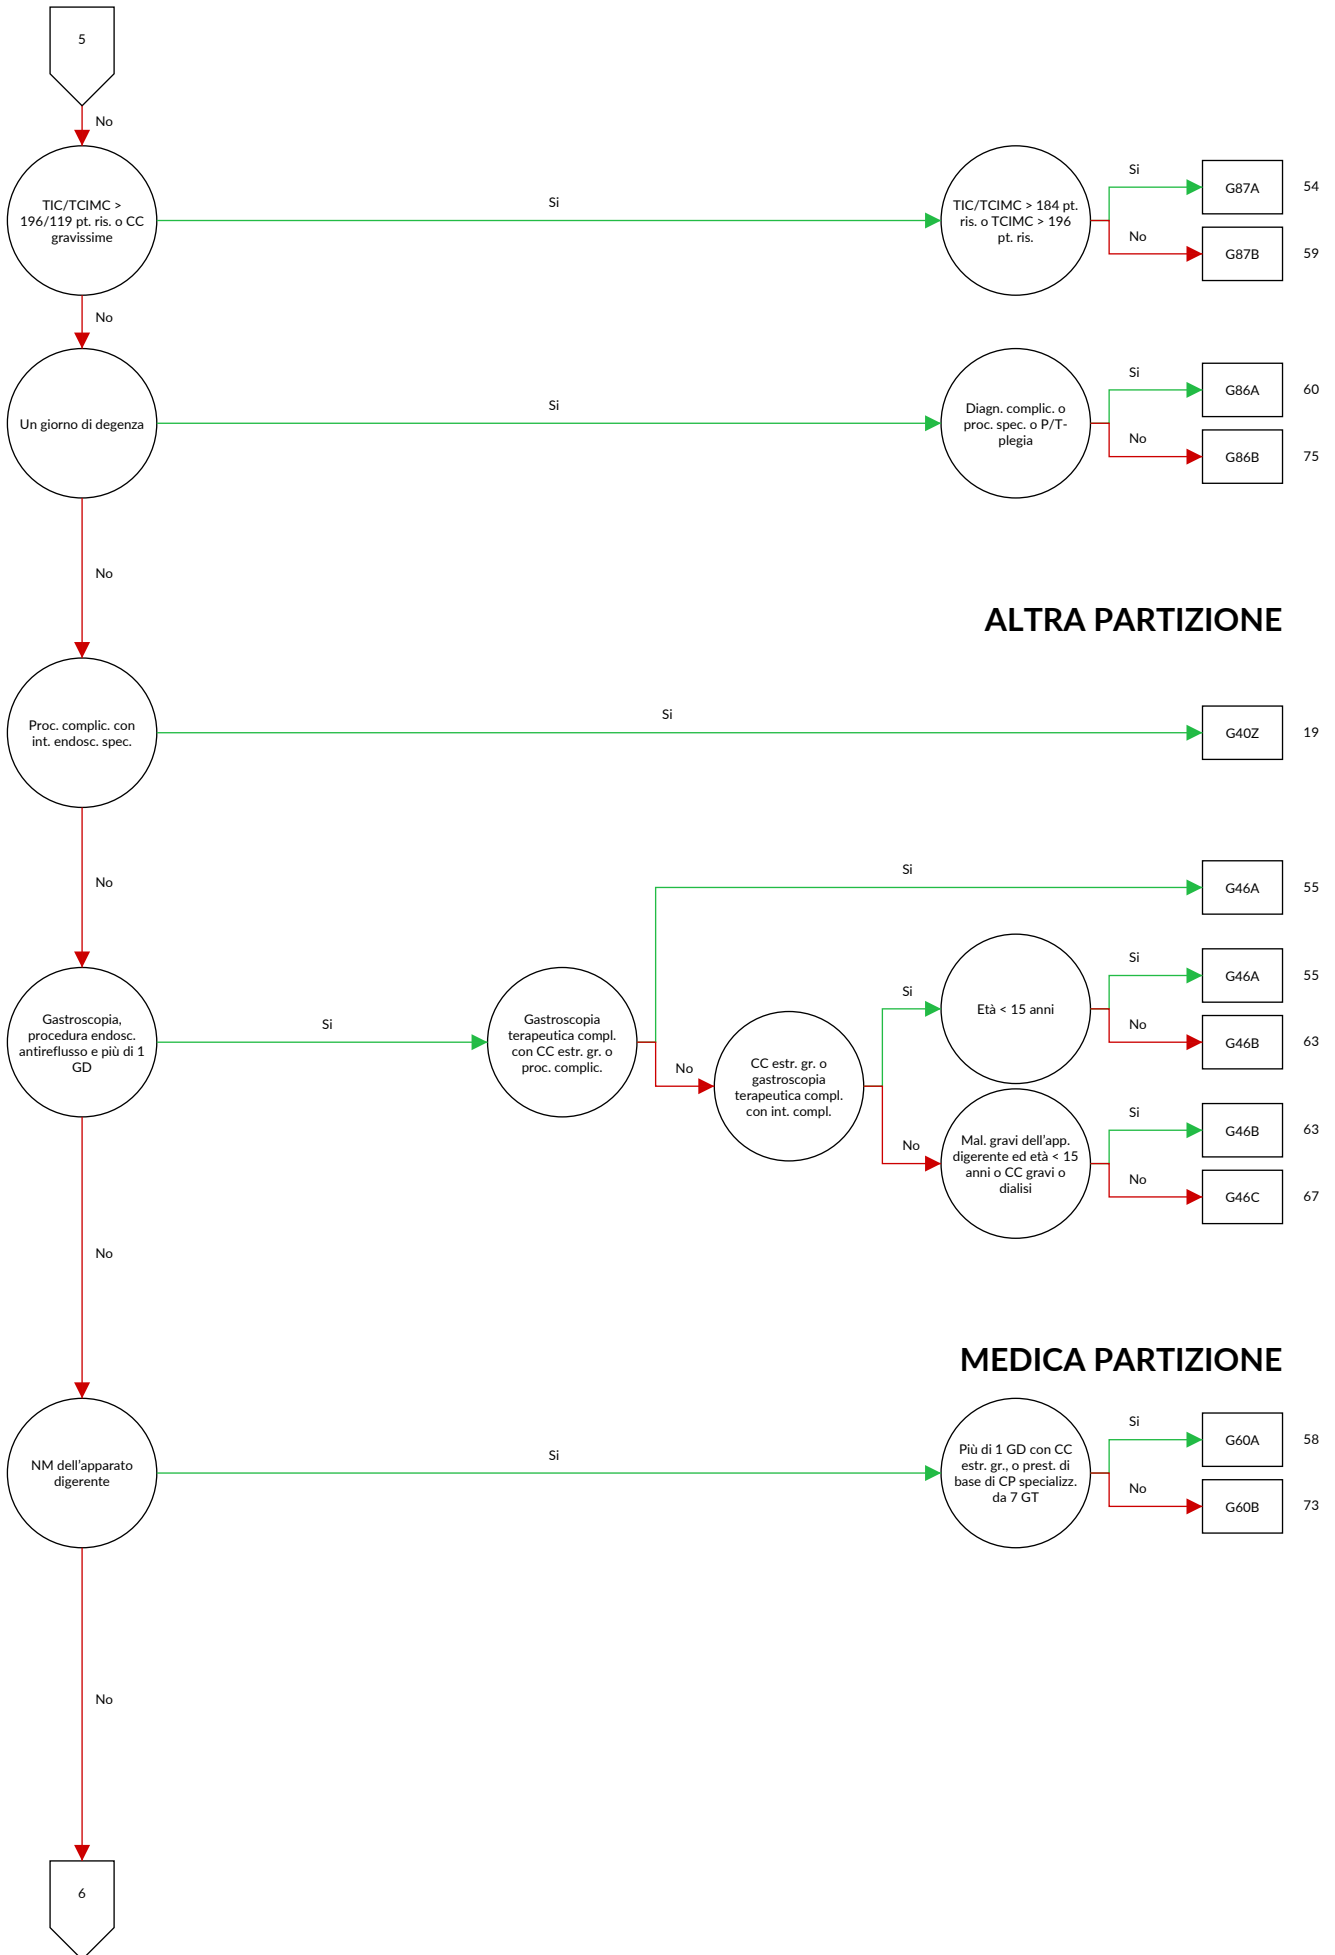 5
No
TIC/TCIMC >
196/119 pt. ris. o CC
gravissime
Si
TIC/TCIMC > 184 pt.
ris. o TCIMC > 196
pt. ris.
Si
G87A
54
No
G87B
59
No
Un giorno di degenza
Si
Diagn. complic. o
proc. spec. o P/T-
plegia
Si
G86A
60
No
G86B
75
No
ALTRA PARTIZIONE
Proc. complic. con
int. endosc. spec.
Si
G40Z
19
No
Gastroscopia,
procedura endosc.
antireflusso e più di 1
GD
Si
Gastroscopia
terapeutica compl.
con CC estr. gr. o
proc. complic.
Si
G46A
55
No
CC estr. gr. o
gastroscopia
terapeutica compl.
con int. compl.
Si
Età < 15 anni
Si
G46A
55
No
G46B
63
No
Mal. gravi dell'app.
digerente ed età < 15
anni o CC gravi o
dialisi
Si
G46B
63
No
G46C
67
No
MEDICA PARTIZIONE
NM dell'apparato
digerente
Si
Più di 1 GD con CC
estr. gr., o prest. di
base di CP specializz.
da 7 GT
Si
G60A
58
No
G60B
73
No
6